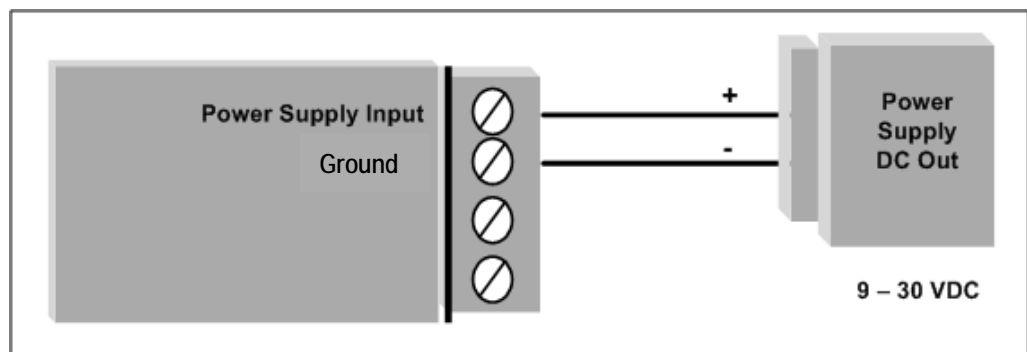 Power Supply Input
Ground
+
-
Power
Supply
DC Out
9 – 30 VDC